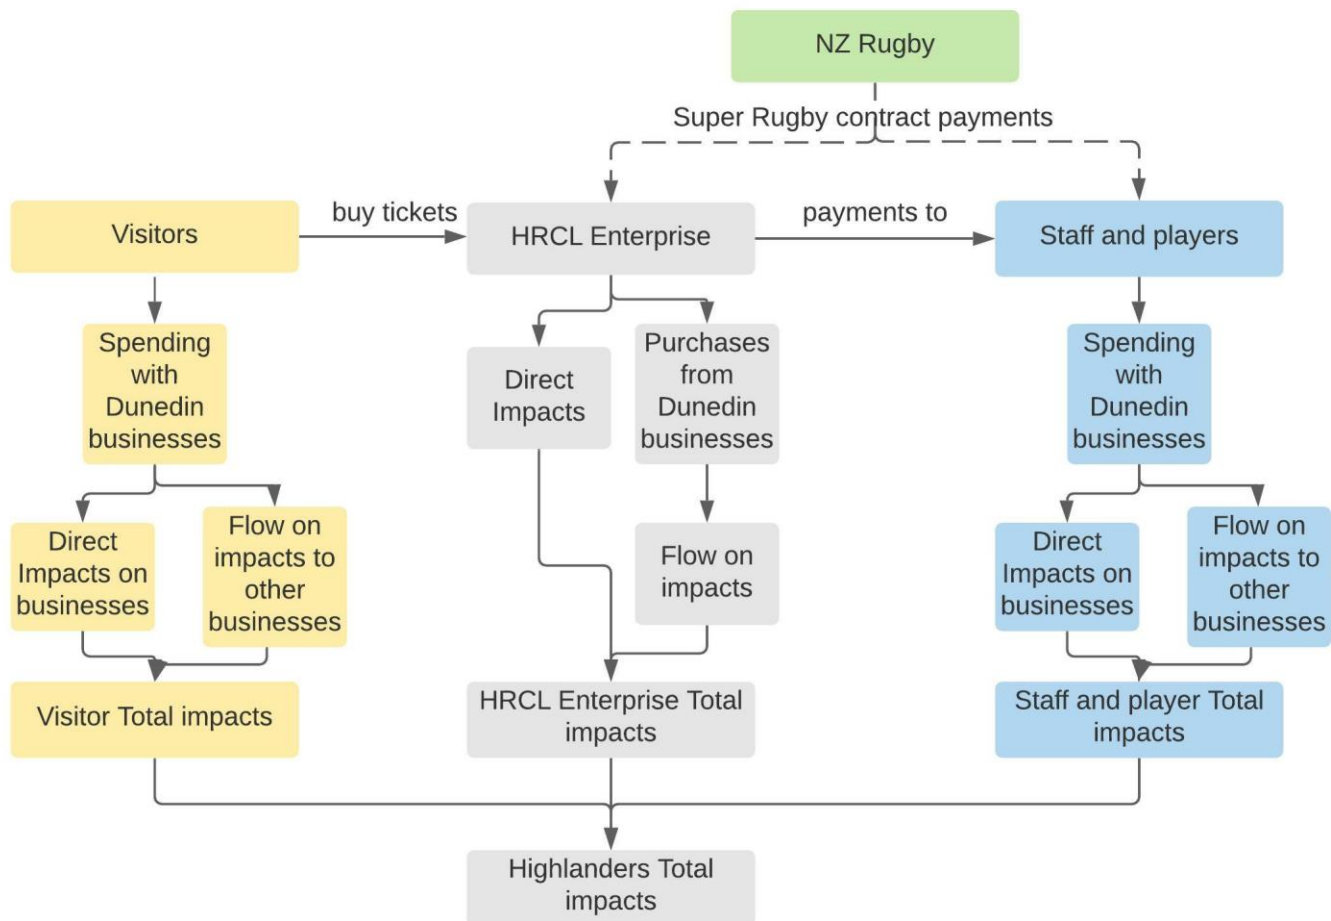 NZ Rugby
Super Rugby contract payments
Visitors
buy tickets
HRCL Enterprise
payments to
Staff and players
Spending
with
Dunedin
businesses
Direct
Impacts
Purchases
from
Dunedin
businesses
Spending
with
Dunedin
businesses
Direct
Impacts on
businesses
Flow on
impacts to
other
businesses
Flow on
impacts
Direct
Impacts on
businesses
Flow on
impacts to
other
businesses
Visitor Total impacts
HRCL Enterprise Total
impacts
Staff and player Total
impacts
Highlanders Total
impacts